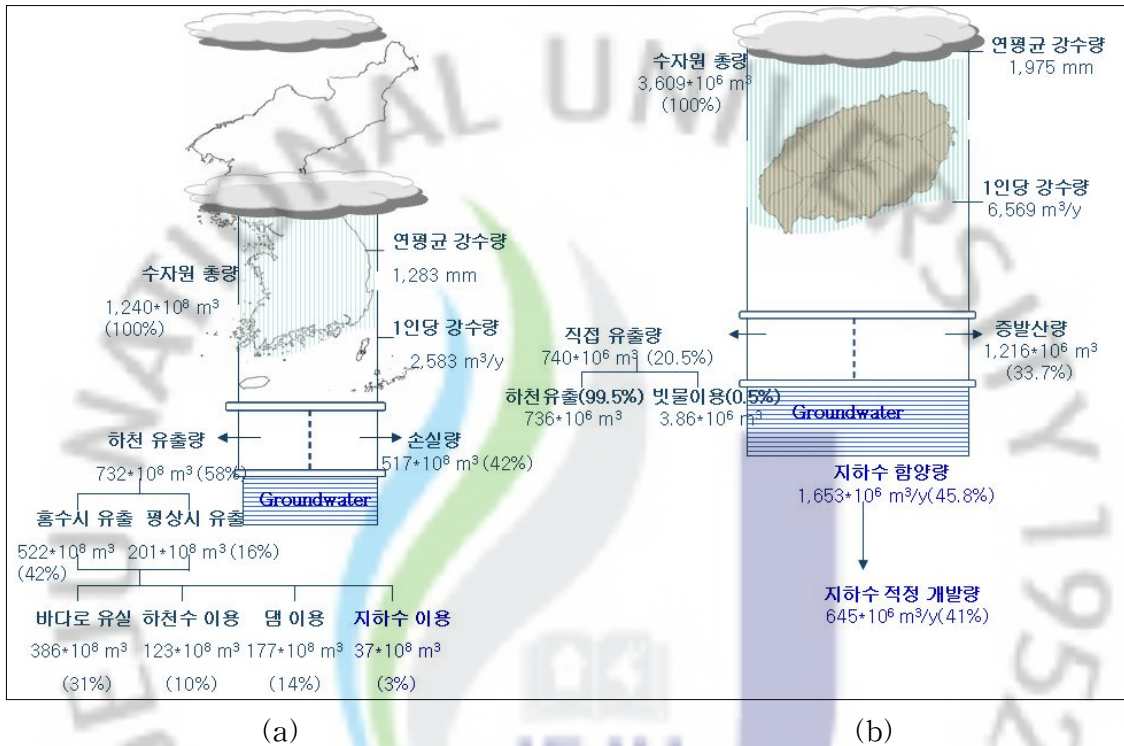 수자원 총량
1,240*10⁸ m³
(100%)
연평균 강수량
1,283 mm
1인당 강수량
2,583 m³/y
하천 유출량
732*10⁸ m³ (58%)
손실량
517*10⁸ m³ (42%)
Groundwater
홍수시 유출 평상시 유출
522*10⁸ m³ 201*10⁸ m³ (16%)
(42%)
바다로 유실 하천수 이용 댐 이용 지하수 이용
386*10⁸ m³ 123*10⁸ m³ 177*10⁸ m³ 37*10⁸ m³
(31%) (10%) (14%) (3%)
(a)
수자원 총량
3,609*10⁶ m³
(100%)
연평균 강수량
1,975 mm
1인당 강수량
6,569 m³/y
직접 유출량
740*10⁶ m³ (20.5%)
하천유출(99.5%) 빗물이용(0.5%)
736*10⁶ m³ 3.86*10⁶ m³
증발산량
1,216*10⁶ m³
(33.7%)
Groundwater
지하수 함양량
1,653*10⁶ m³/y(45.8%)
지하수 적정 개발량
645*10⁶ m³/y(41%)
(b)
JEJU NATIONAL UNIVERSITY 1952